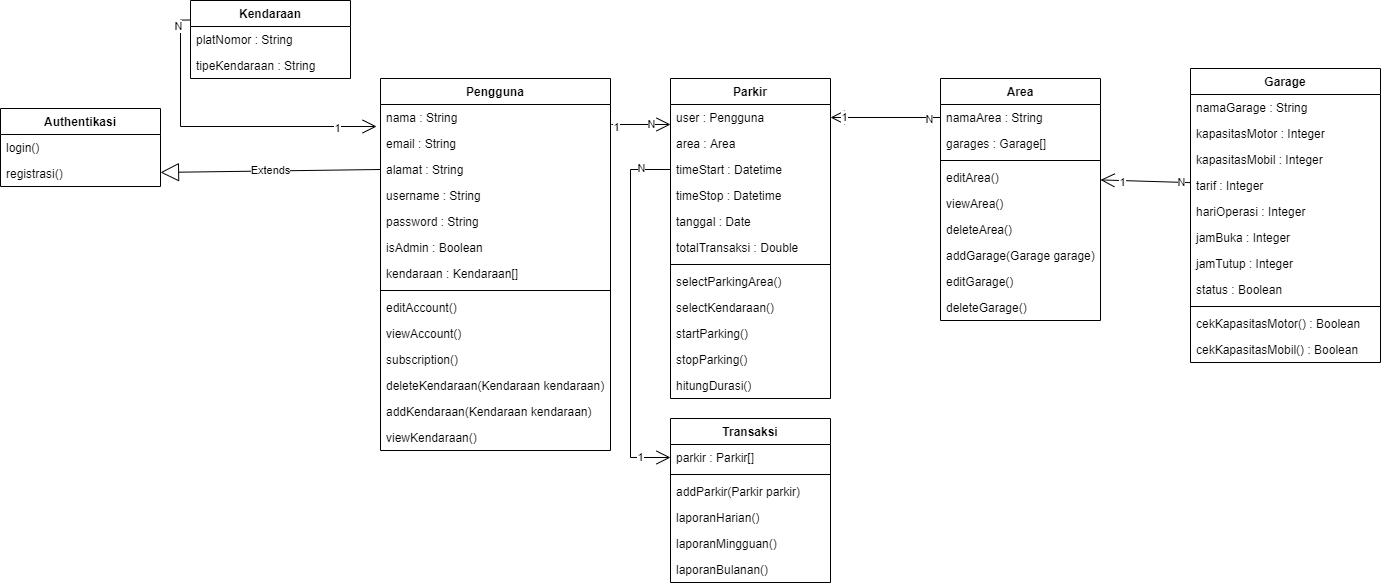 Kendaraan
platNomor : String
tipeKendaraan : String
N
1
Authentikasi
login()
registrasi()
Extends
Pengguna
nama : String
email : String
alamat : String
username : String
password : String
isAdmin : Boolean
kendaraan : Kendaraan[]
editAccount()
viewAccount()
subscription()
deleteKendaraan(Kendaraan kendaraan)
addKendaraan(Kendaraan kendaraan)
viewKendaraan()
1
N
Parkir
user : Pengguna
area : Area
timeStart : Datetime
timeStop : Datetime
tanggal : Date
totalTransaksi : Double
selectParkingArea()
selectKendaraan()
startParking()
stopParking()
hitungDurasi()
N
1
Transaksi
parkir : Parkir[]
addParkir(Parkir parkir)
laporanHarian()
laporanMingguan()
laporanBulanan()
1
N
Area
namaArea : String
garages : Garage[]
editArea()
viewArea()
deleteArea()
addGarage(Garage garage)
editGarage()
deleteGarage()
1
N
Garage
namaGarage : String
kapasitasMotor : Integer
kapasitasMobil : Integer
tarif : Integer
hariOperasi : Integer
jamBuka : Integer
jamTutup : Integer
status : Boolean
cekKapasitasMotor() : Boolean
cekKapasitasMobil() : Boolean